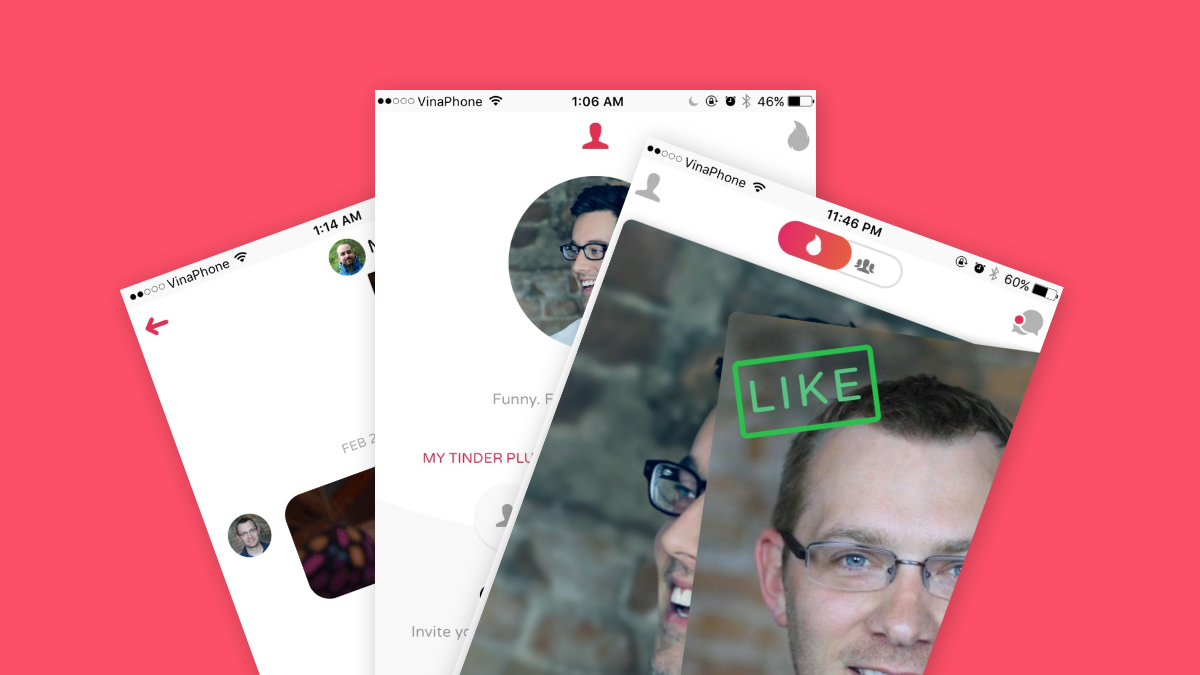 VinaPhone
1:14 AM
FEB 2
VinaPhone
1:06 AM
46%
Funny. F
MY TINDER PLU
Invite yo
VinaPhone
11:46 PM
60%
LIKE